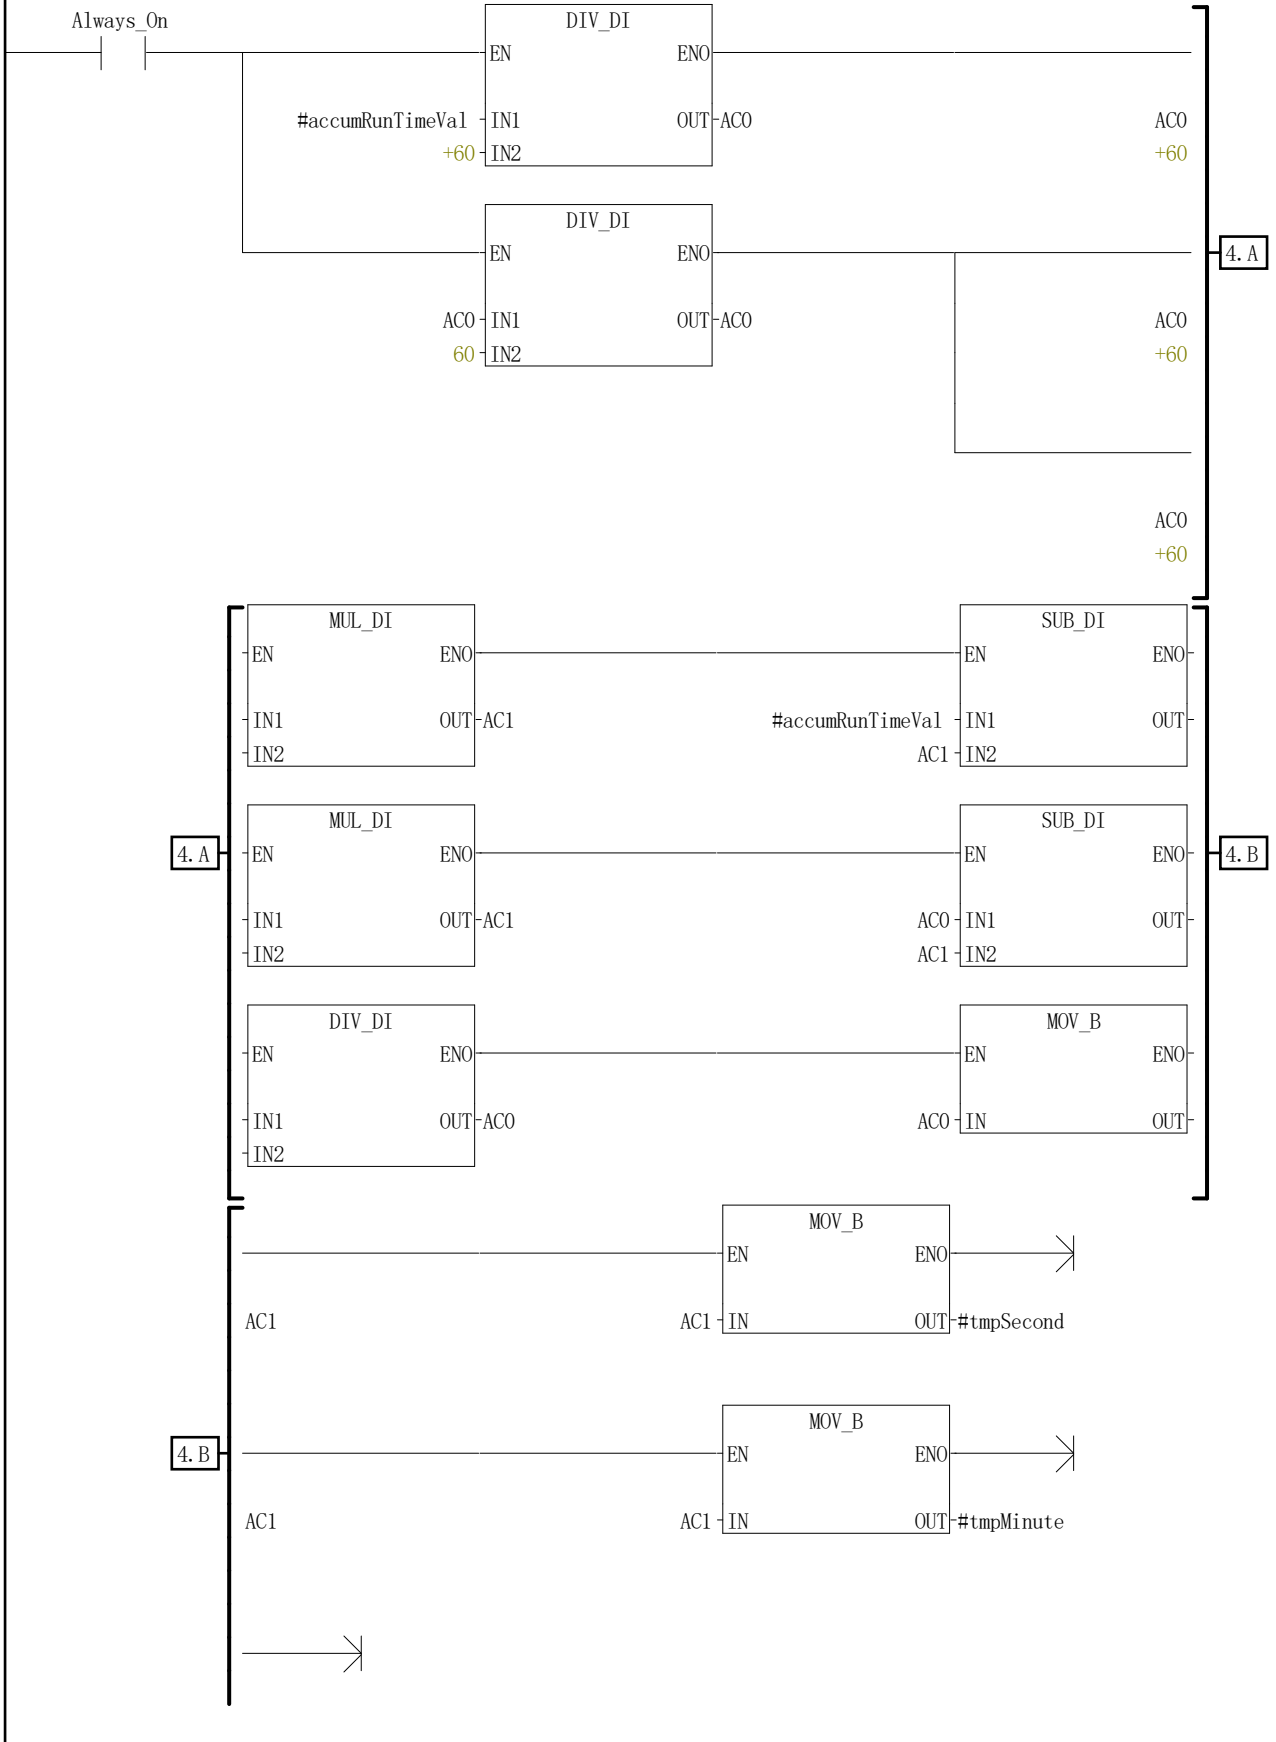 Always_On
DIV_DI
EN ENO
#accumRunTimeVal IN1 OUT AC0 AC0
+60 IN2 +60
DIV_DI
EN ENO 4.A
AC0 IN1 OUT AC0 AC0
60 IN2 +60
AC0
+60
MUL_DI SUB_DI
EN ENO EN ENO
IN1 OUT AC1 #accumRunTimeVal IN1 OUT
IN2 AC1 IN2
MUL_DI SUB_DI
4.A EN ENO EN ENO 4.B
IN1 OUT AC1 AC0 IN1 OUT
IN2 AC1 IN2
DIV_DI MOV_B
EN ENO EN ENO
IN1 OUT AC0 AC0 IN OUT
IN2
MOV_B
EN ENO
AC1 AC1 IN OUT #tmpSecond
MOV_B
4.B EN ENO
AC1 AC1 IN OUT #tmpMinute